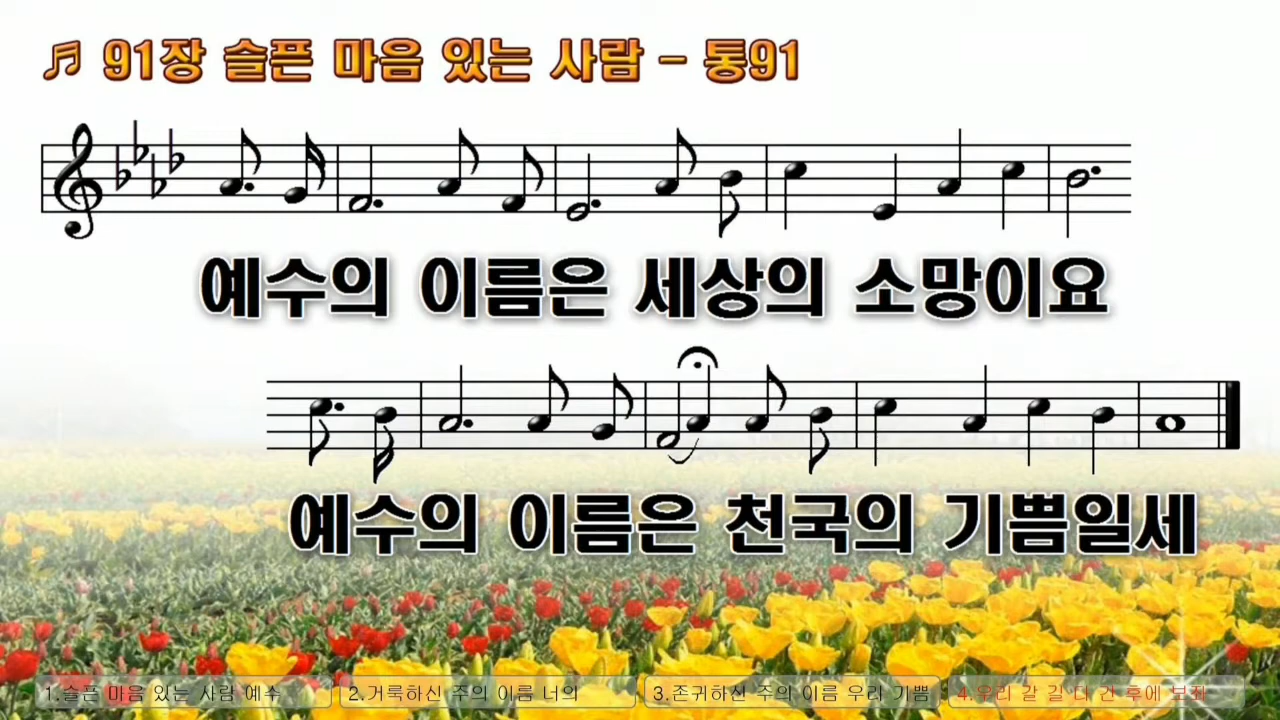 91장 슬픈 마음 있는 사람 - 통91
예수의 이름은 세상의 소망이요
예수의 이름은 천국의 기쁨일세
1.슬픈 마음 있는 사람 예수
2.거룩하신 주의 이름 너의
3.존귀하신 주의 이름 우리 기쁨
4.우리 갈 길 다 간 후에 보좌